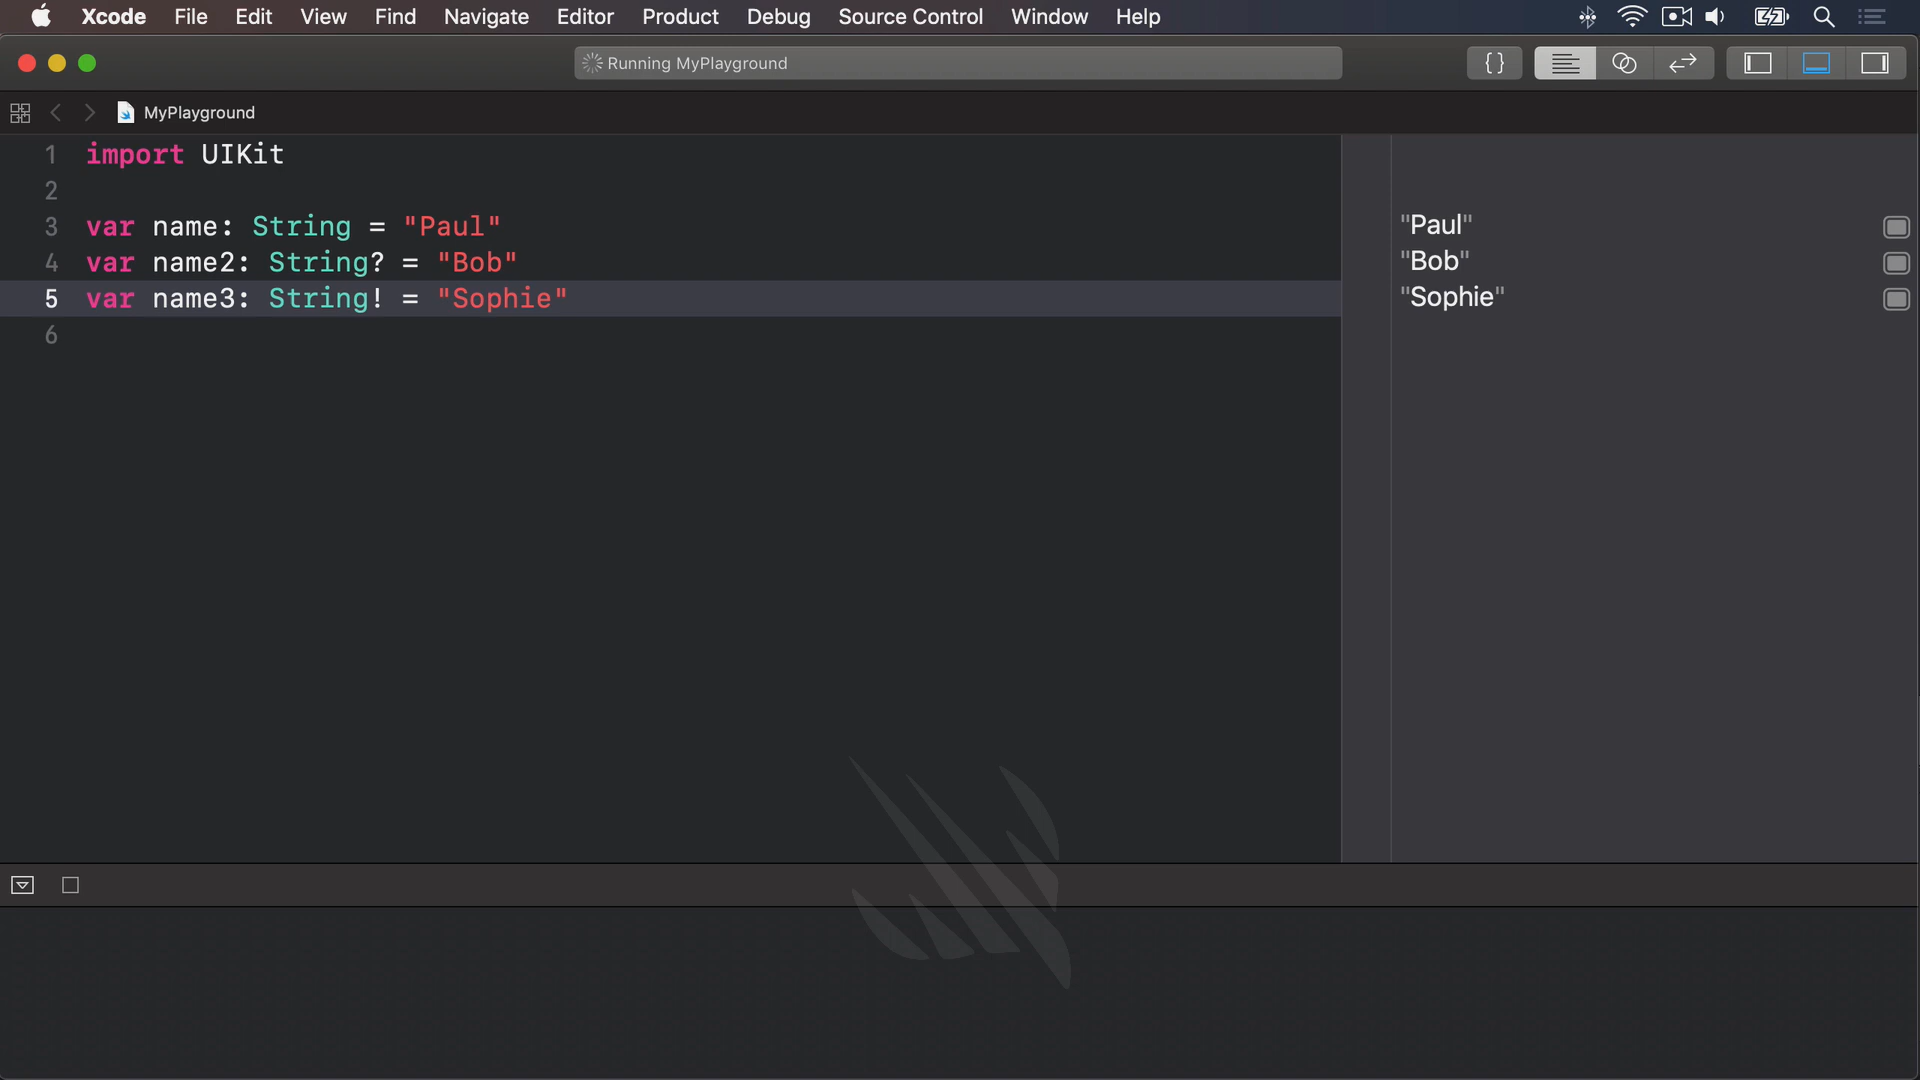 Xcode File Edit View Find Navigate Editor Product Debug Source Control Window Help
Running MyPlayground
{}
MyPlayground
1 import UIKit
2
3 var name: String = "Paul"
4 var name2: String? = "Bob"
5 var name3: String! = "Sophie"
6
"Paul"
"Bob"
"Sophie"